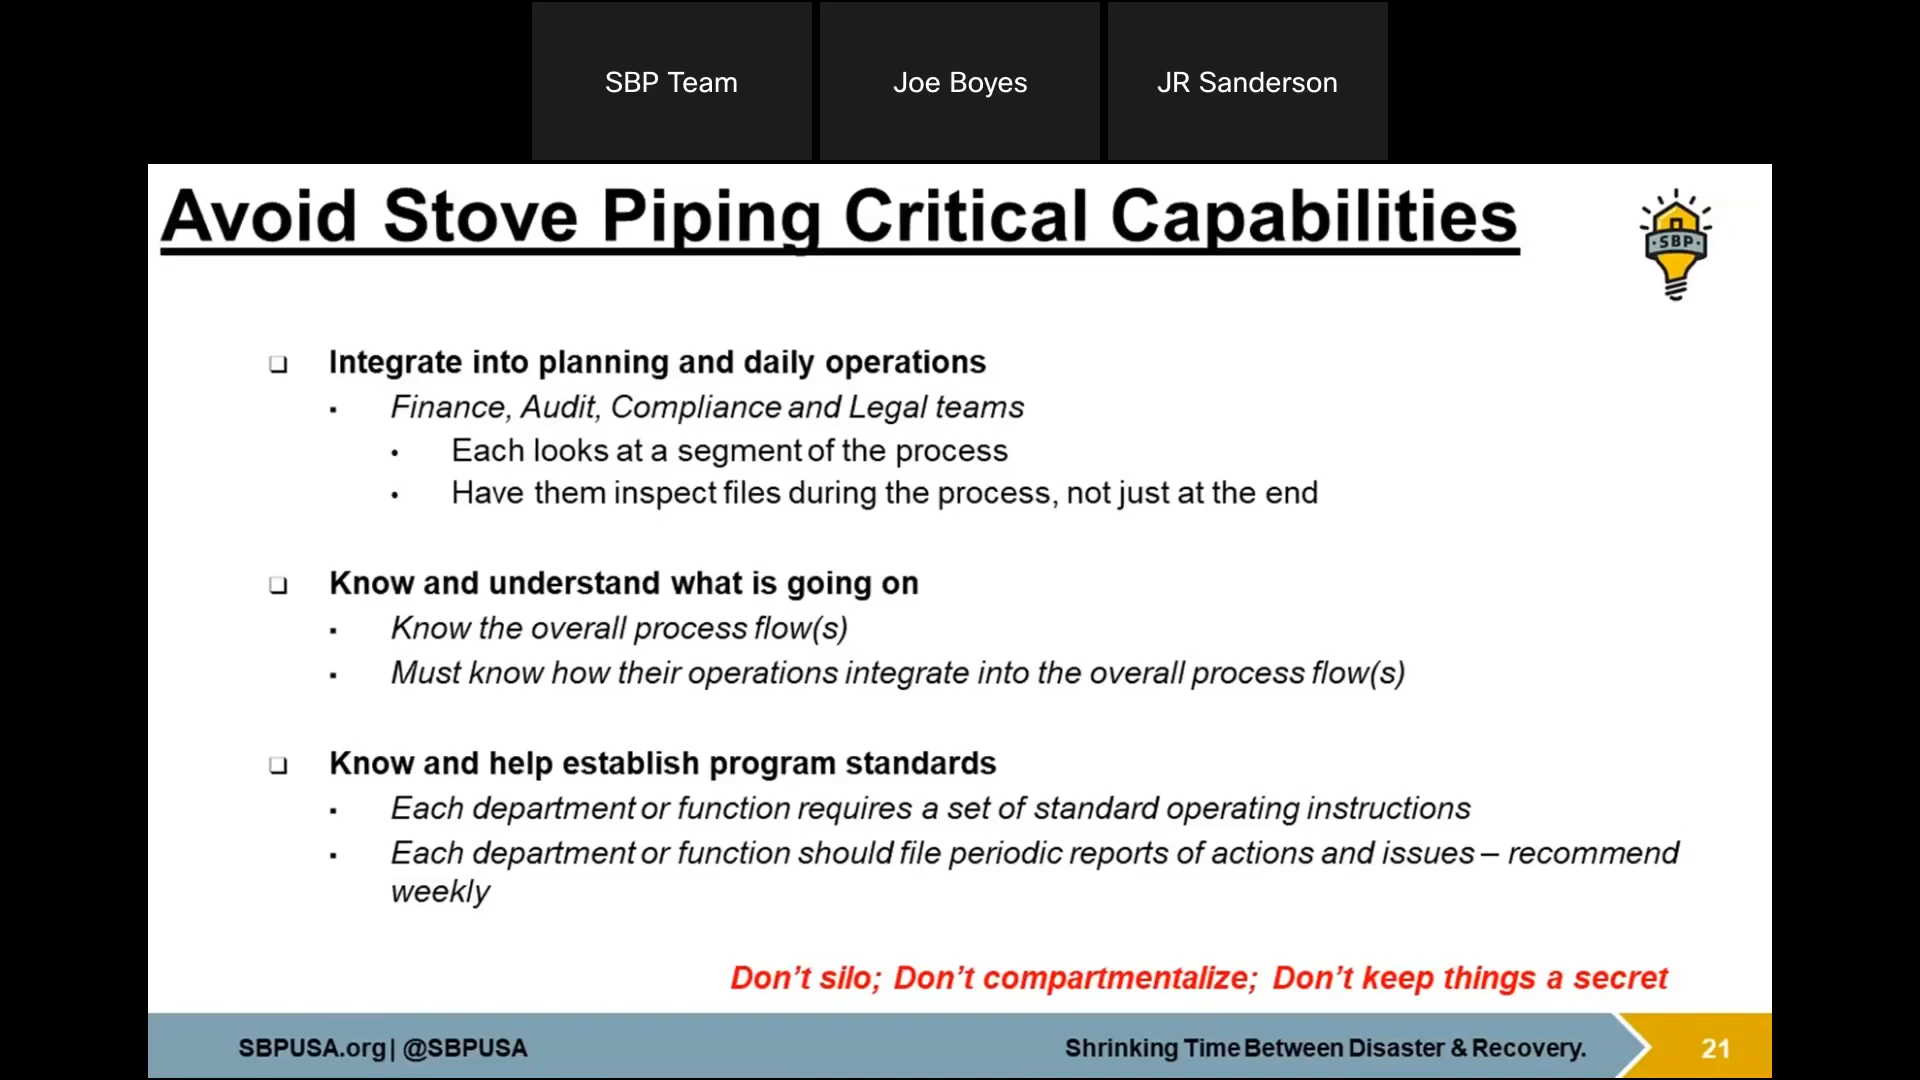 SBP Team
Joe Boyes
JR Sanderson
Avoid Stove Piping Critical Capabilities
SBP
❑ Integrate into planning and daily operations
▪ Finance, Audit, Compliance and Legal teams
• Each looks at a segment of the process
• Have them inspect files during the process, not just at the end
❑ Know and understand what is going on
▪ Know the overall process flow(s)
▪ Must know how their operations integrate into the overall process flow(s)
❑ Know and help establish program standards
▪ Each department or function requires a set of standard operating instructions
▪ Each department or function should file periodic reports of actions and issues – recommend
weekly
Don’t silo; Don’t compartmentalize; Don’t keep things a secret
SBPUSA.org| @SBPUSA
Shrinking Time Between Disaster & Recovery.
21